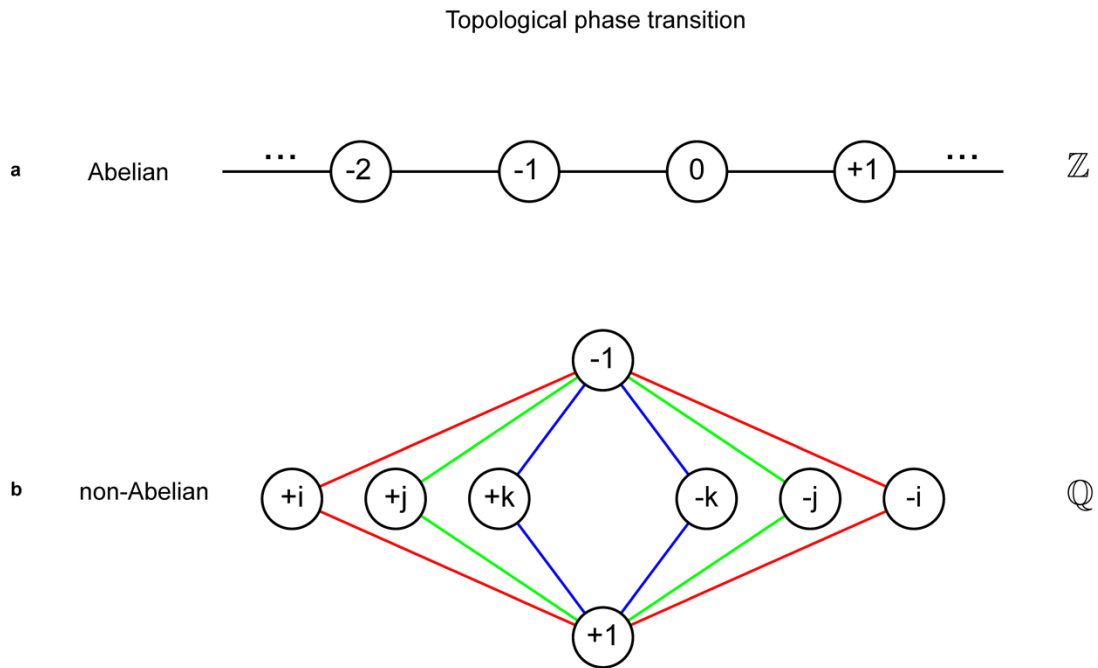 Topological phase transition
a Abelian ... -2 -1 0 +1 ... ℤ
-1
b non-Abelian +i +j +k -k -j -i ℚ
+1